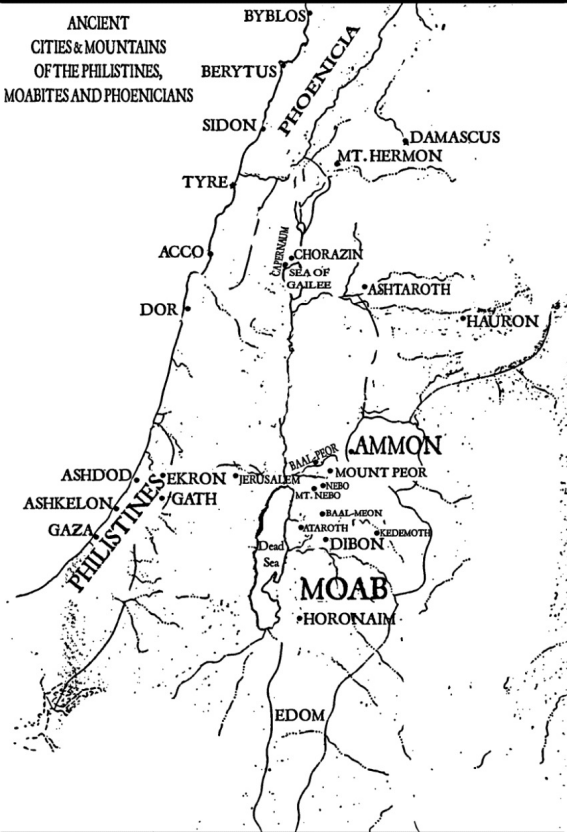 ANCIENT
CITIES & MOUNTAINS
OF THE PHILISTINES,
MOABITES AND PHOENICIANS
BYBLOS
BERYTUS
PHOENICIA
SIDON
DAMASCUS
MT. HERMON
TYRE
CAPERNAUM
ACCO
CHORAZIN
SEA OF
GAILEE
ASHTAROTH
DOR
HAURON
BAAL-PEOR
AMMON
ASHDOD
EKRON
JERUSALEM
MOUNT PEOR
NEBO
MT. NEBO
GATH
ASHKELON
BAAL-MEON
GAZA
PHILISTINES
ATAROTH
KEDEMOTH
DIBON
Dead
Sea
MOAB
HORONAIM
EDOM